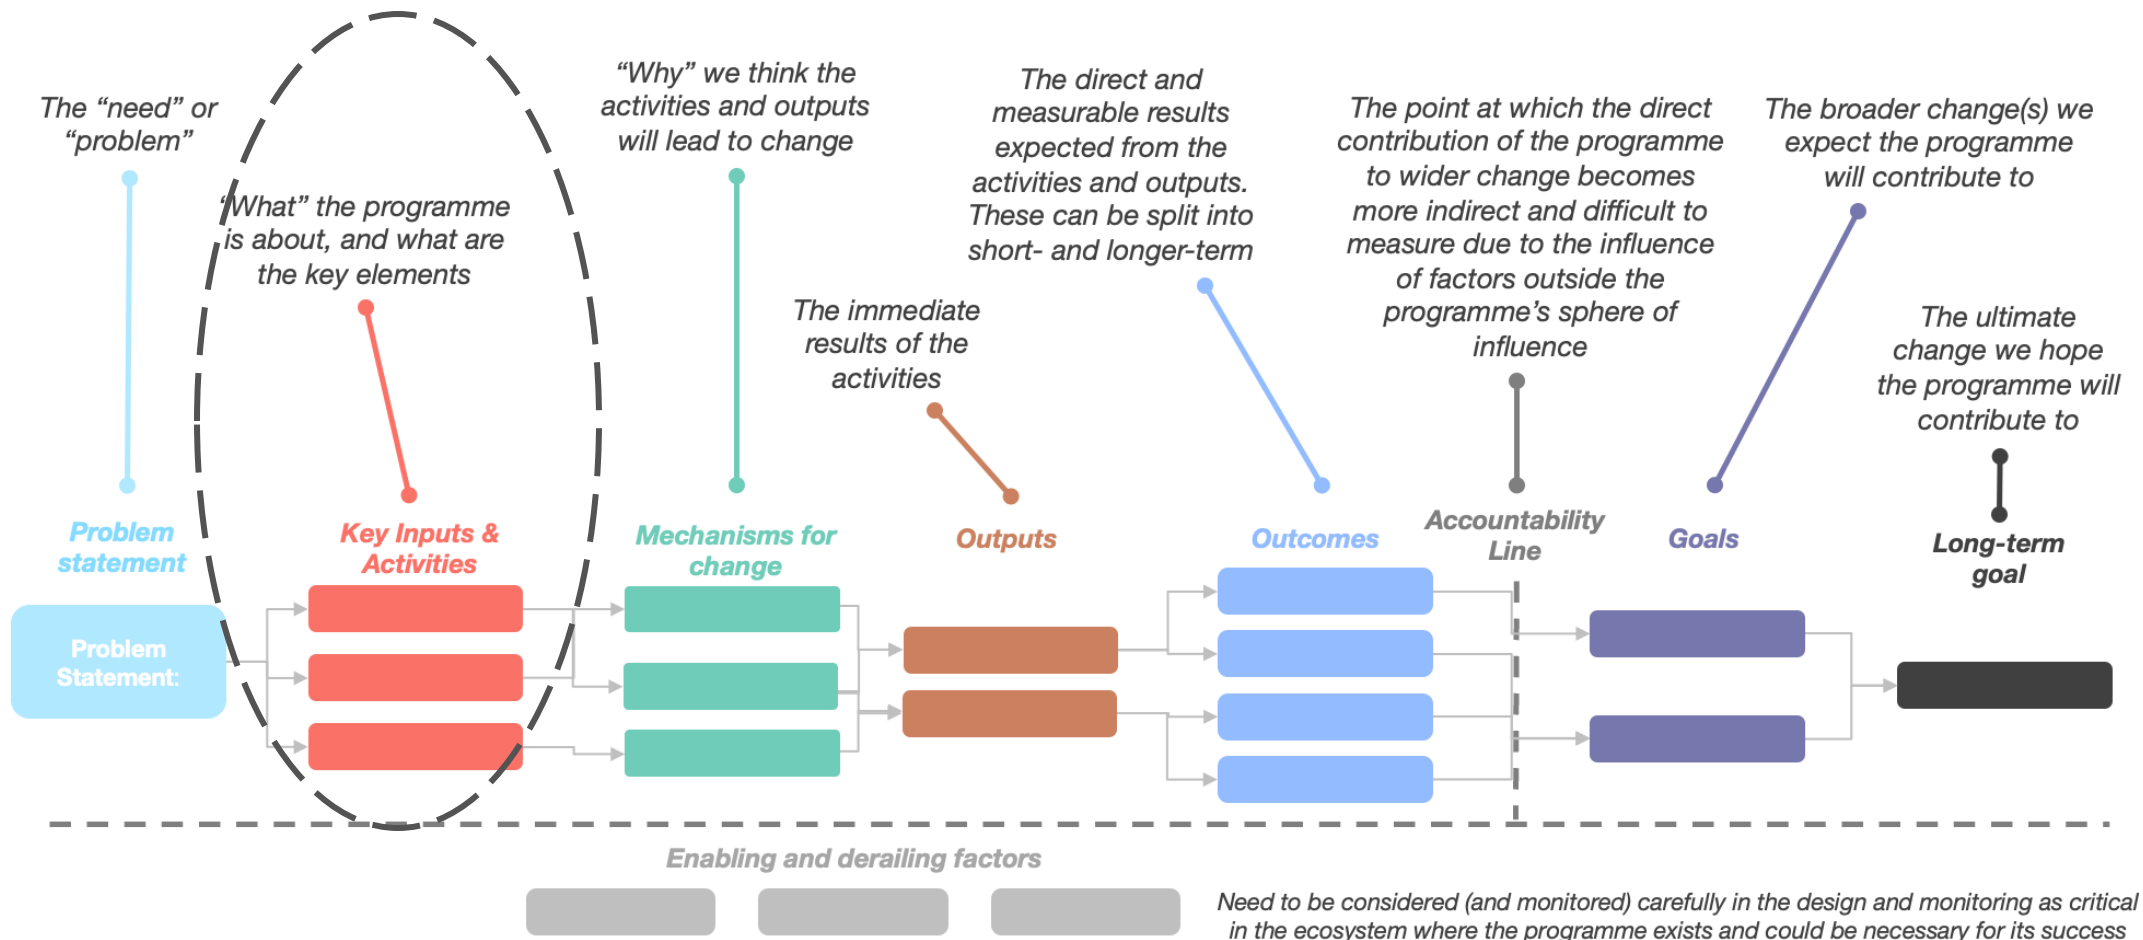 The “need” or
“problem”
“What” the programme
is about, and what are
the key elements
“Why” we think the
activities and outputs
will lead to change
The immediate
results of the
activities
The direct and
measurable results
expected from the
activities and outputs.
These can be split into
short- and longer-term
The point at which the direct
contribution of the programme
to wider change becomes
more indirect and difficult to
measure due to the influence
of factors outside the
programme’s sphere of
influence
The broader change(s) we
expect the programme
will contribute to
The ultimate
change we hope
the programme will
contribute to
Problem
statement
Key Inputs &
Activities
Mechanisms for
change
Outputs
Outcomes
Accountability
Line
Goals
Long-term
goal
Problem
Statement:
Enabling and derailing factors
Need to be considered (and monitored) carefully in the design and monitoring as critical
in the ecosystem where the programme exists and could be necessary for its success